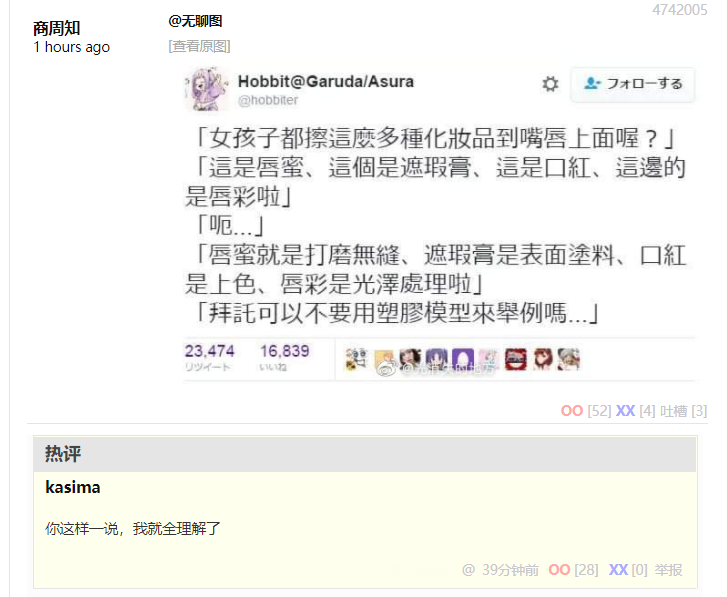 4742005
商周知
1 hours ago
@无聊图
[查看原图]
Hobbit@Garuda/Asura
@hobbiter
フォローする
「女孩子都擦這麼多種化妝品到嘴唇上面喔？」
「這是唇蜜、這個是遮瑕膏、這是口紅、這邊的
是唇彩啦」
「呃...」
「唇蜜就是打磨無縫、遮瑕膏是表面塗料、口紅
是上色、唇彩是光澤處理啦」
「拜託可以不要用塑膠模型來舉例嗎...」
23,474 16,839
リツイート いいね
OO [52] XX [4] 吐槽 [3]
热评
kasima
你这样一说，我就全理解了
@ 39分钟前 OO [28] XX [0] 举报